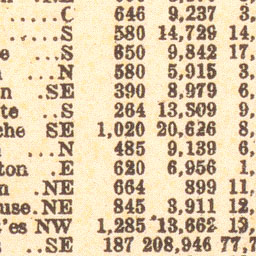 .....C 646 9,237 3,
.....S 580 14,729 14,
e ...S 650 9,842 17,
....N 580 5,915 3,
n .SE 390 8,979 6,
te ..S 264 13,809 9,
che SE 1,020 20,626 8,
....N 485 9,139 6,
ton .E 620 6,956 1,
n ..NE 664 899 11,
use.NE 845 3,911 12,
t'es NW 1,285 13,662 19,
..SE 187 208,946 77,7